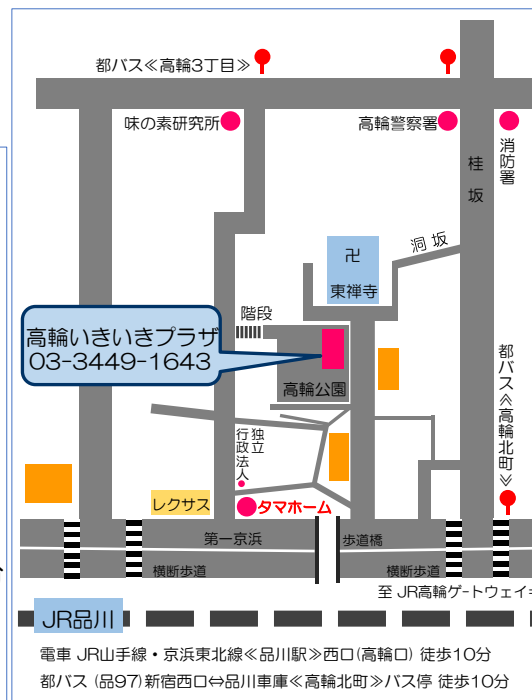 都バス≪高輪3丁目≫
味の素研究所
高輪警察署
消防署
桂坂
洞坂
卍
東禅寺
階段
高輪いきいきプラザ
03-3449-1643
高輪公園
都バス≪高輪北町≫
独立
行政法人
レクサス
タマホーム
第一京浜
歩道橋
横断歩道
横断歩道
至 JR高輪ゲートウェイ
JR品川
電車 JR山手線・京浜東北線≪品川駅≫西口(高輪口) 徒歩10分
都バス (品97)新宿西口⇔品川車庫≪高輪北町≫バス停 徒歩10分